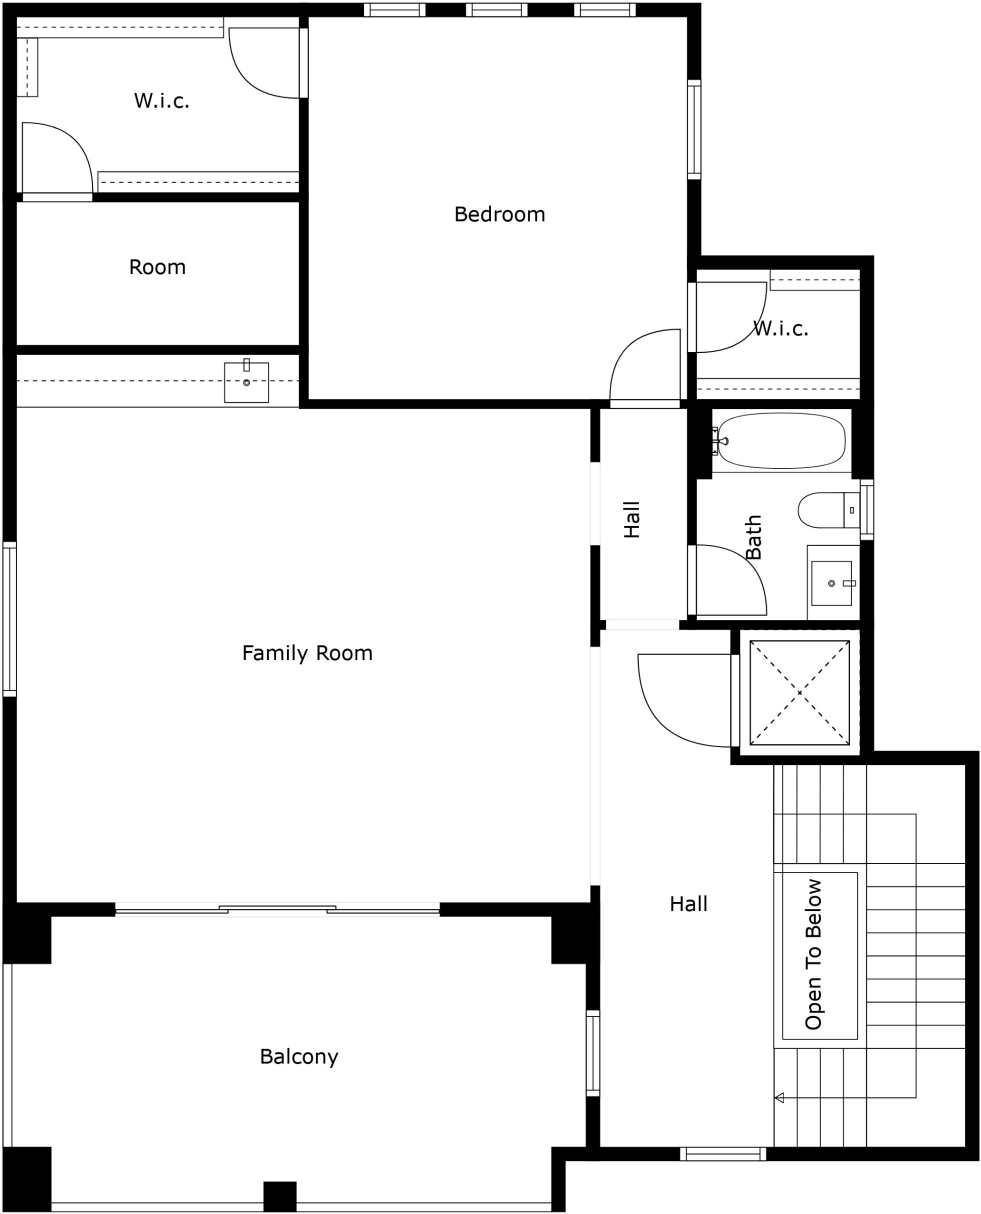 W.i.c.
Bedroom
Room
W.i.c.
Hall
Bath
Family Room
Hall
Open To Below
Balcony